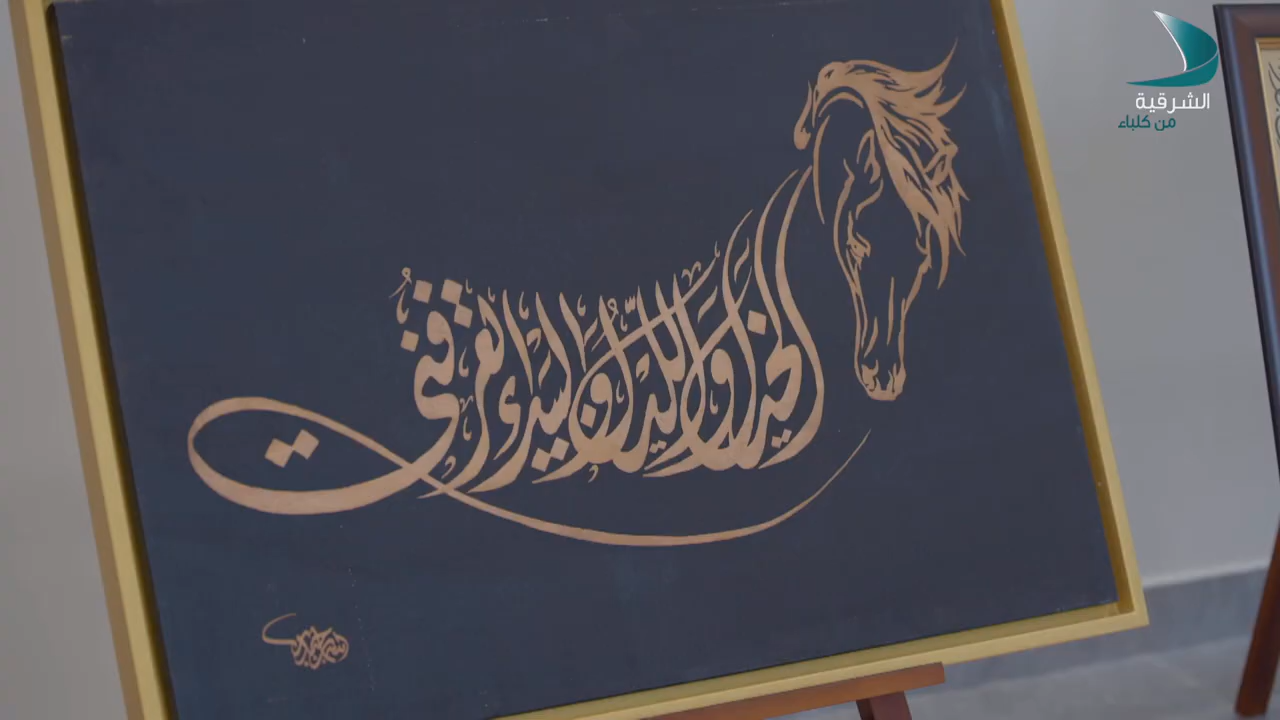 الخيل والليل والبيداء تعرفني
الشرقية
من كلباء